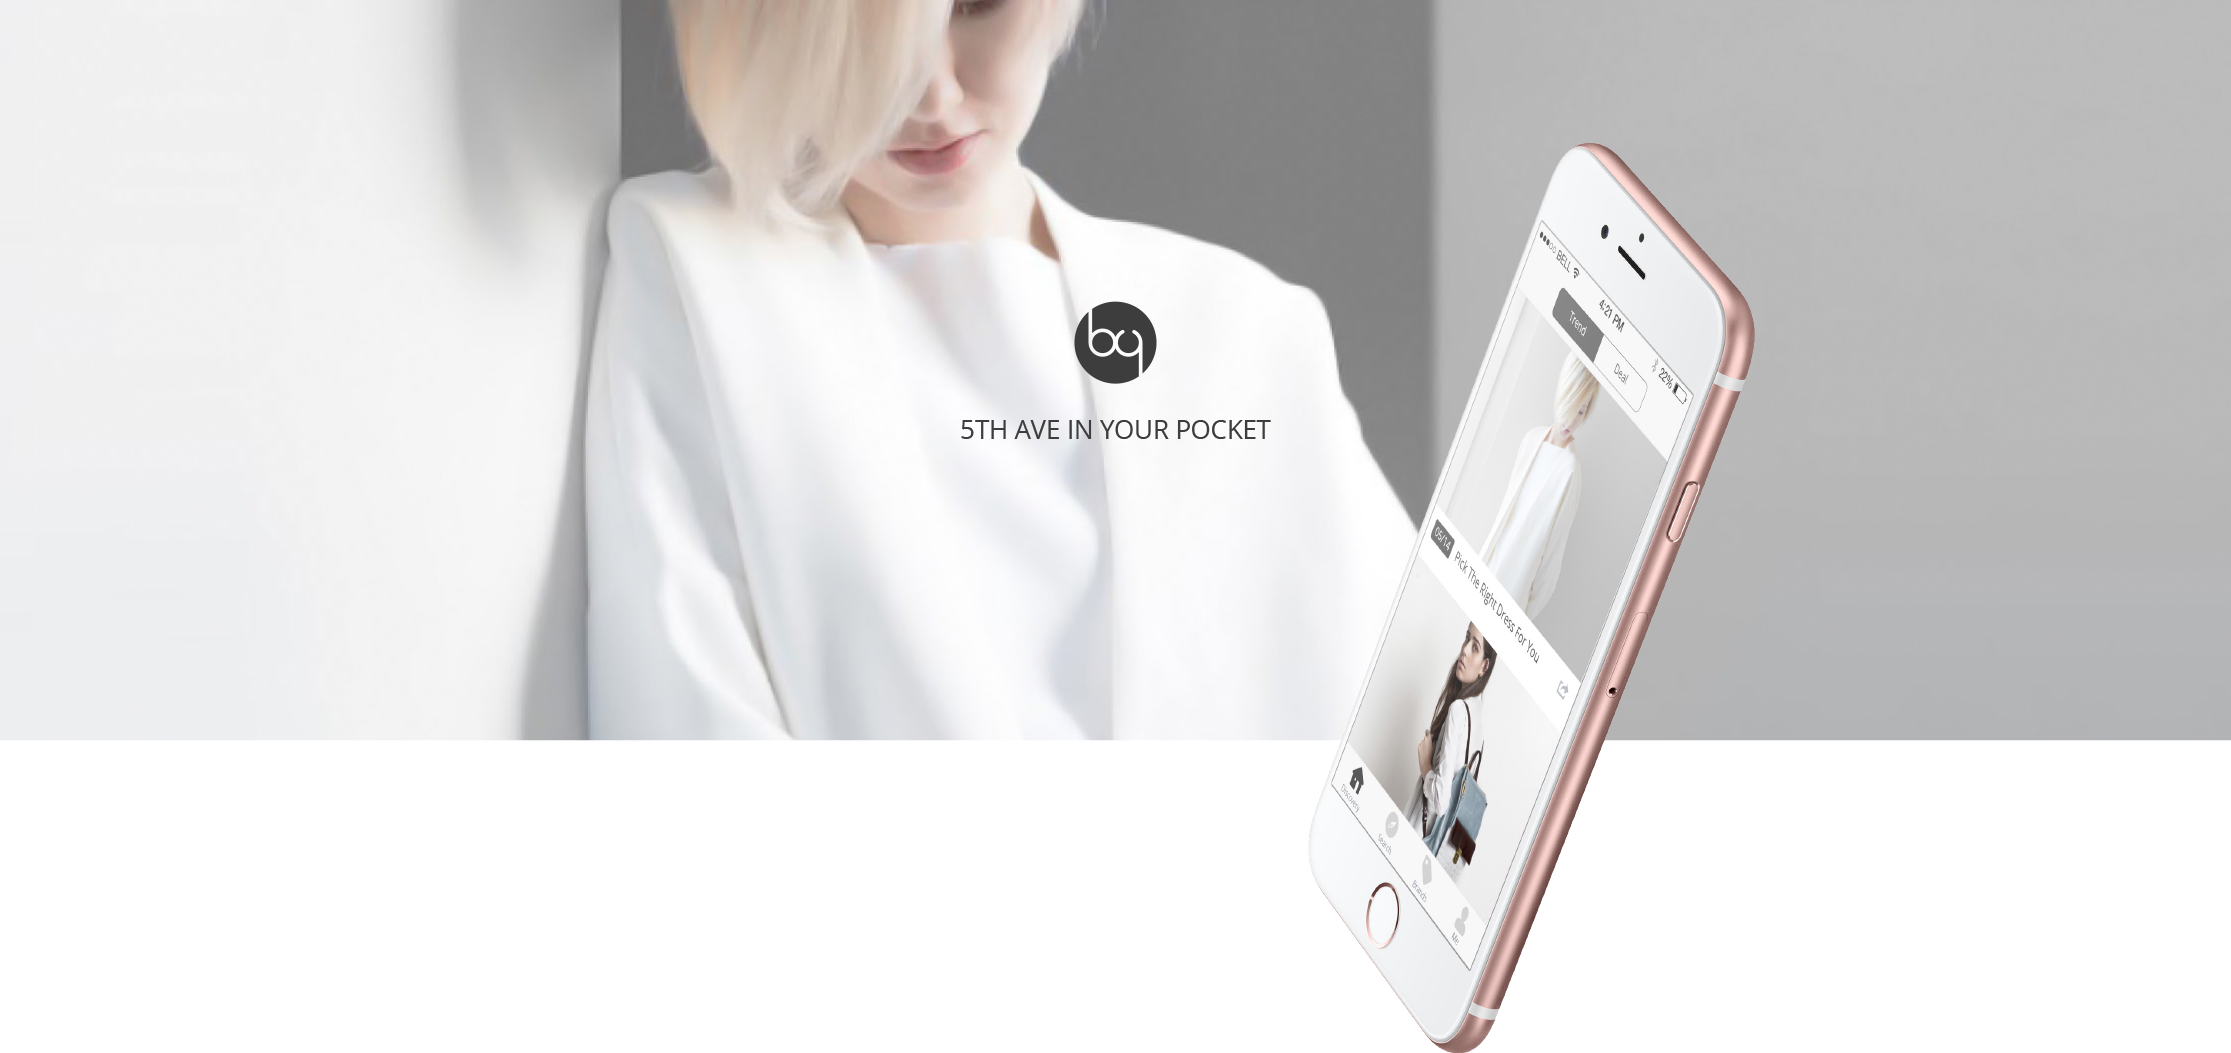 bq
5TH AVE IN YOUR POCKET
BELL
4:21 PM
22%
Trend
Deal
05/14
Pick The Right Dress For You
Discovery
Search
Branch
Me